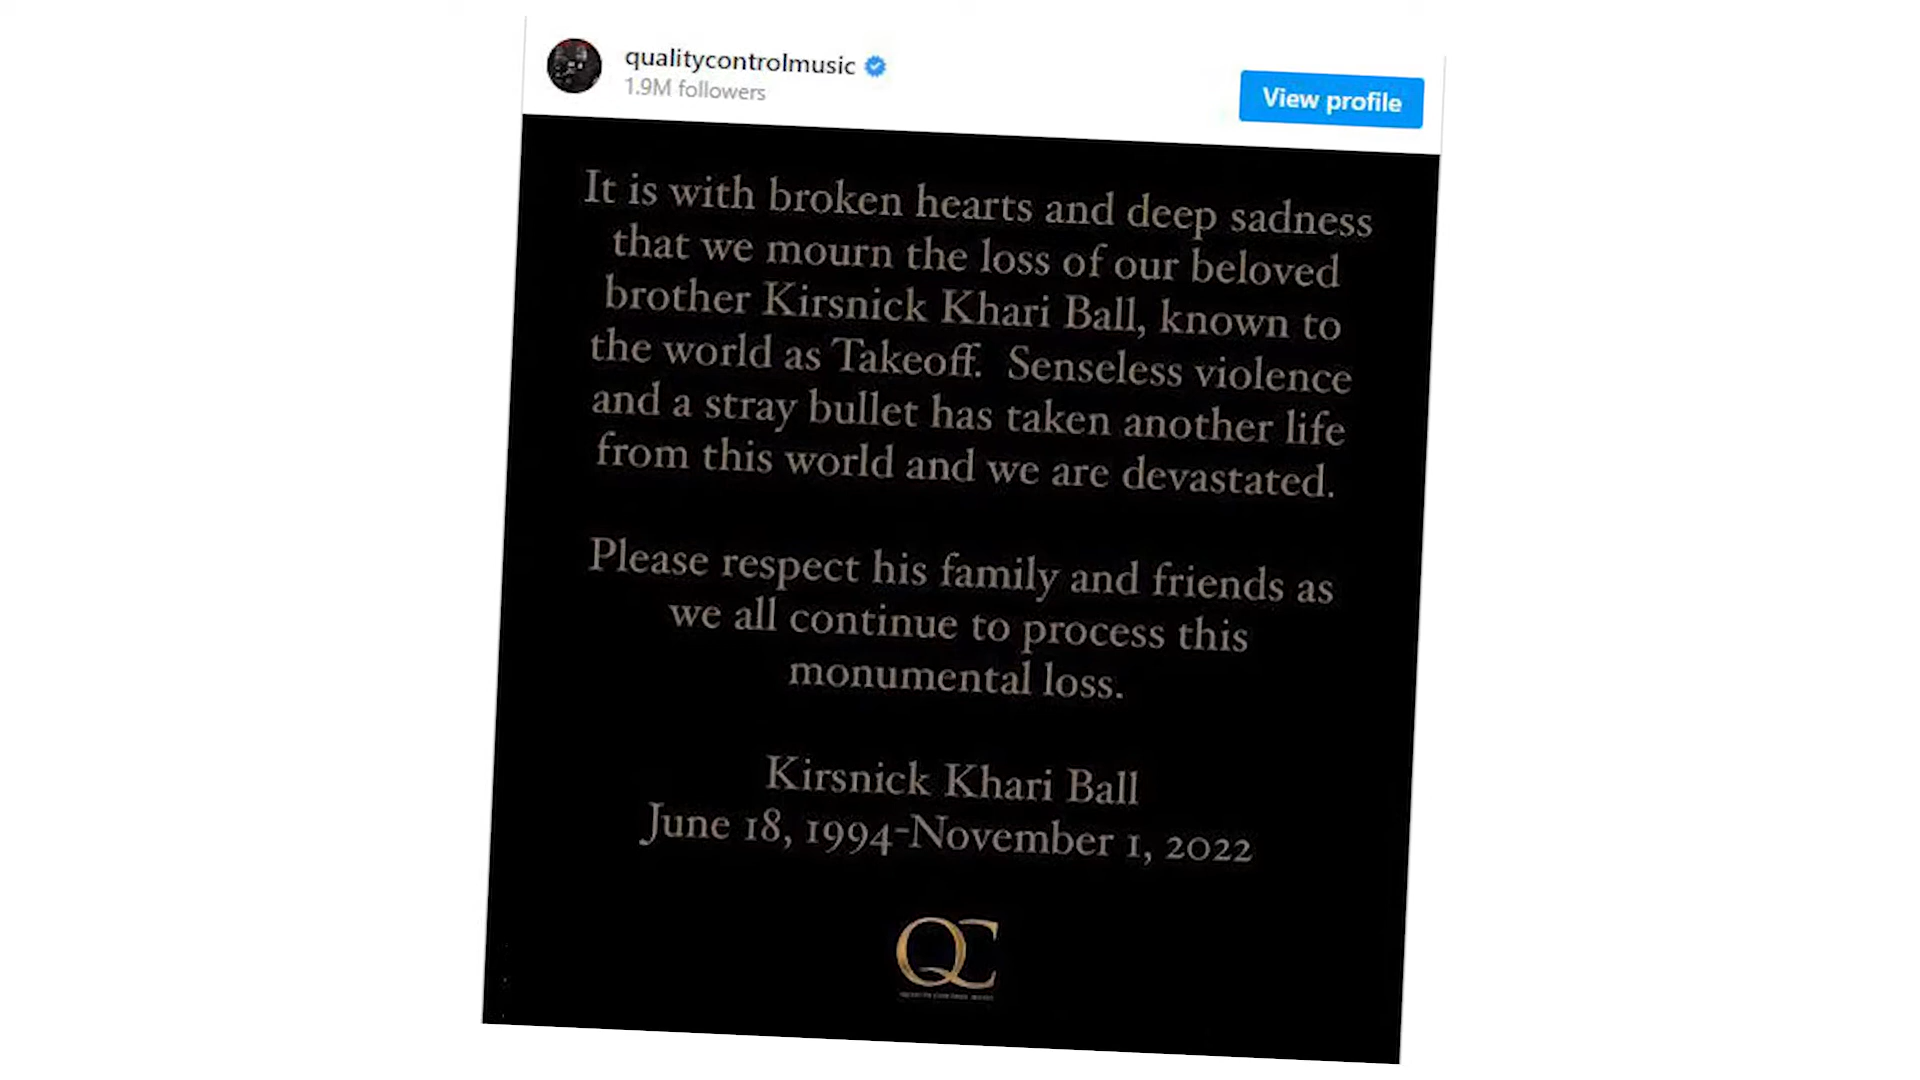 qualitycontrolmusic
1.9M followers
View profile
It is with broken hearts and deep sadness
that we mourn the loss of our beloved
brother Kirsnick Khari Ball, known to
the world as Takeoff.  Senseless violence
and a stray bullet has taken another life
from this world and we are devastated.
Please respect his family and friends as
we all continue to process this
monumental loss.
Kirsnick Khari Ball
June 18, 1994-November 1, 2022
QC